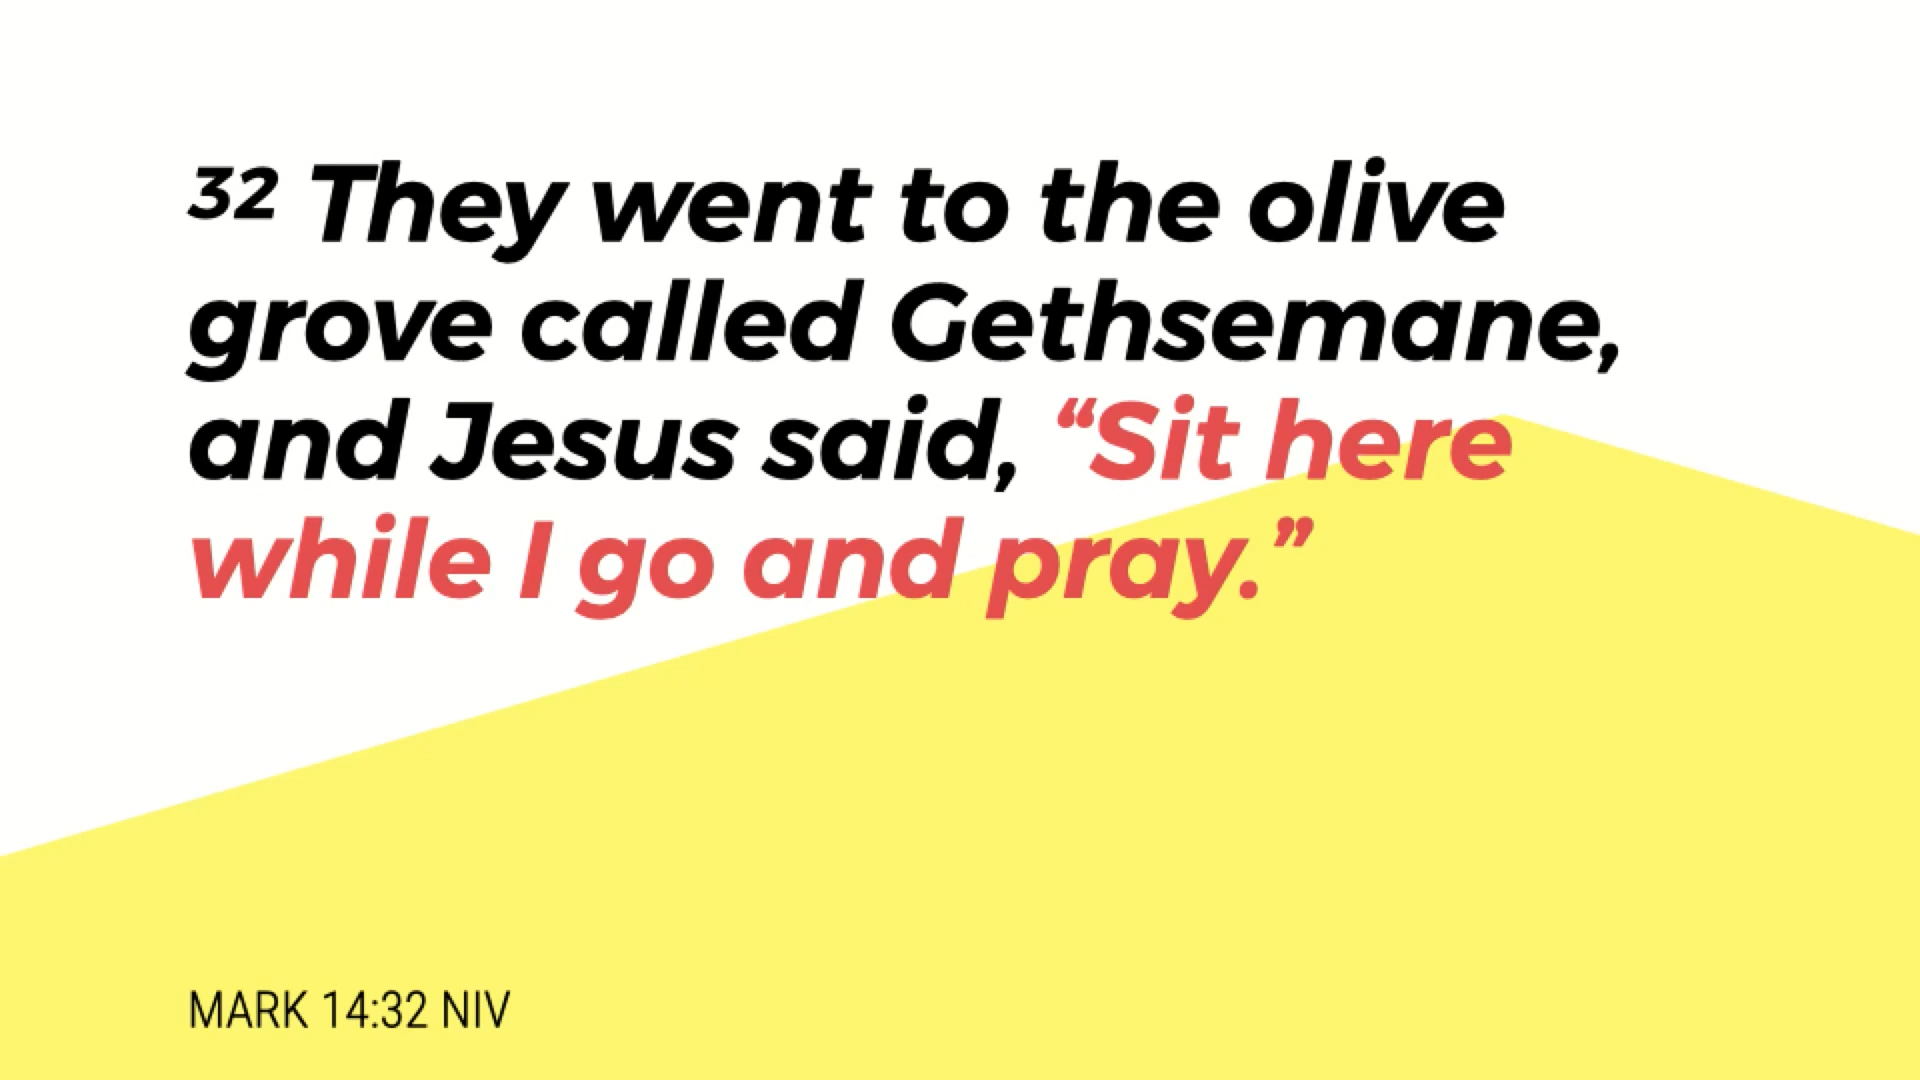 32 They went to the olive
grove called Gethsemane,
and Jesus said, “Sit here
while I go and pray.”
MARK 14:32 NIV